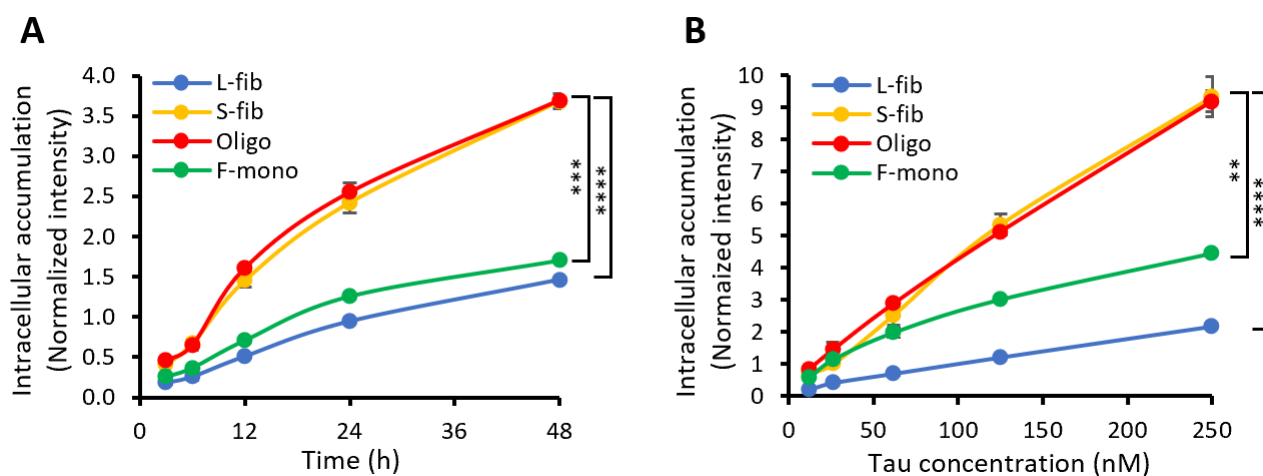 A
Intracellular accumulation
(Normalized intensity)
4.0
3.5
3.0
2.5
2.0
1.5
1.0
0.5
0.0
L-fib
S-fib
Oligo
F-mono
***
****
0
12
24
36
48
Time (h)
B
Intracellular accumulation
(Normaized intensity)
10
9
8
7
6
5
4
3
2
1
0
L-fib
S-fib
Oligo
F-mono
**
****
0
50
100
150
200
250
Tau concentration (nM)